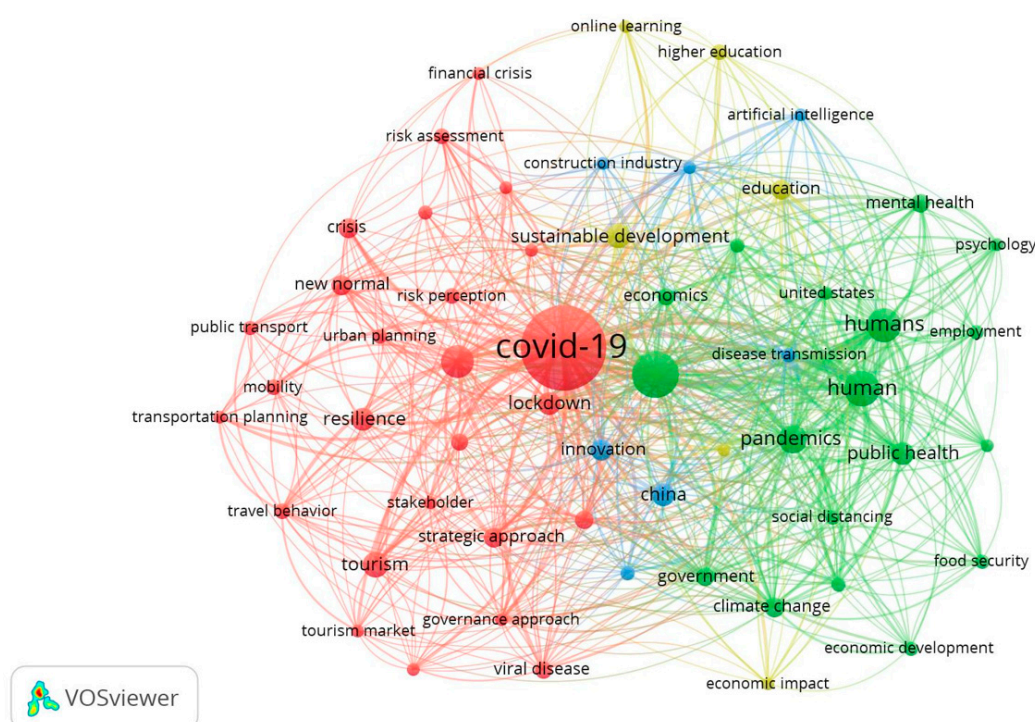 online learning
higher education
financial crisis
artificial intelligence
risk assessment
construction industry
education
mental health
crisis
sustainable development
psychology
new normal
risk perception
economics
united states
public transport
urban planning
humans
employment
covid-19
disease transmission
mobility
human
lockdown
transportation planning
resilience
pandemics
innovation
public health
china
travel behavior
stakeholder
social distancing
strategic approach
tourism
food security
government
climate change
governance approach
tourism market
economic development
viral disease
economic impact
VOSviewer